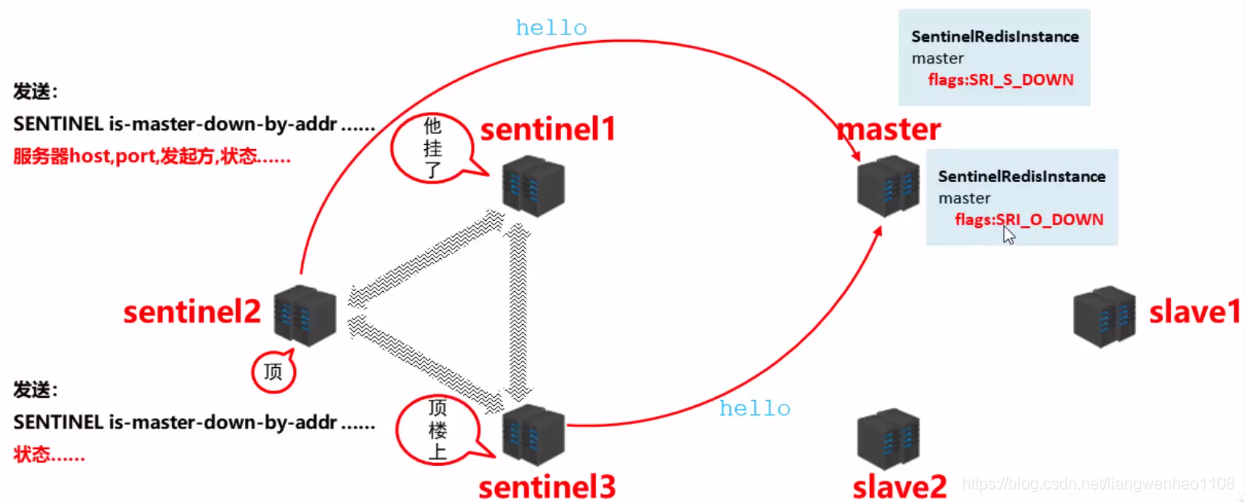 hello
SentinelRedisInstance
master
flags:SRI_S_DOWN
发送：
SENTINEL is-master-down-by-addr ......
服务器host,port,发起方,状态......
他
挂
了
sentinel1
master
SentinelRedisInstance
master
flags:SRI_O_DOWN
sentinel2
slave1
顶
发送：
SENTINEL is-master-down-by-addr ......
状态......
顶
楼
上
hello
sentinel3
slave2
https://blog.csdn.net/liangwenhao1108